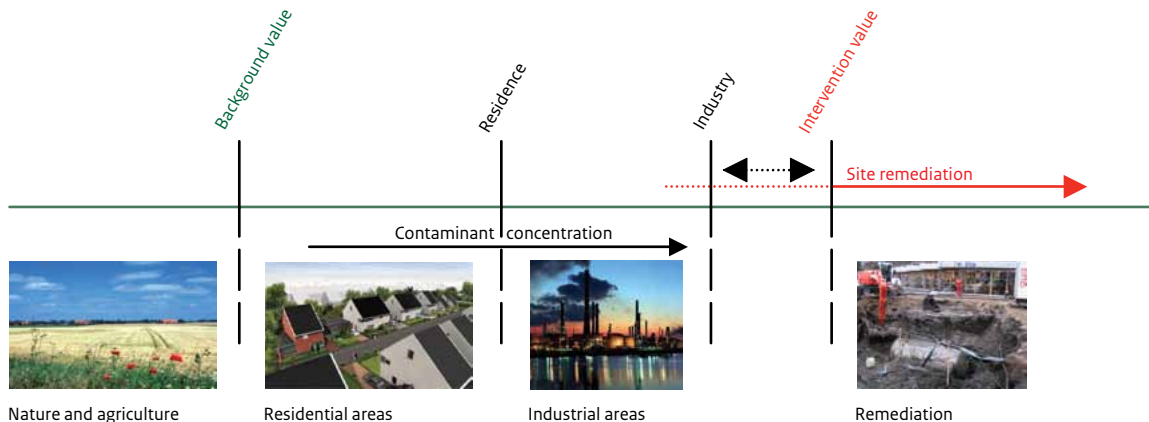 Background value
Residence
Industry
Intervention value
Site remediation
Contaminant concentration
Nature and agriculture
Residential areas
Industrial areas
Remediation